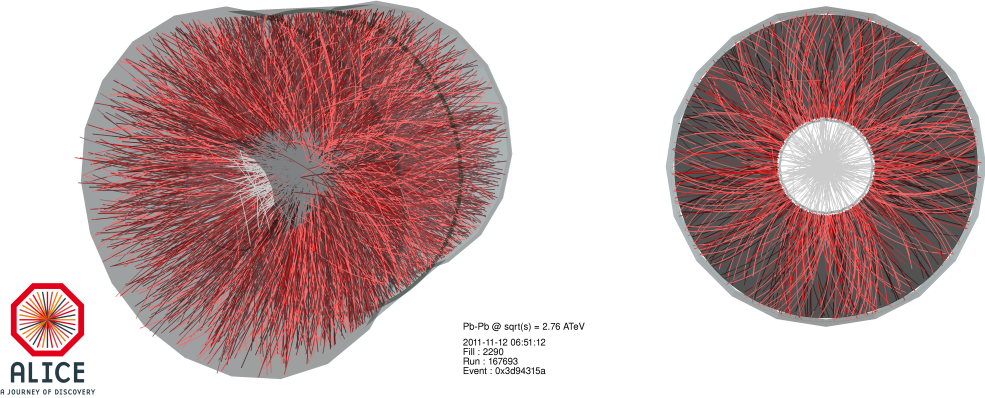 Pb-Pb @ sqrt(s) = 2.76 ATeV
2011-11-12 06:51:12
Fill : 2290
Run : 167693
Event : 0x3d94315a
ALICE
A JOURNEY OF DISCOVERY